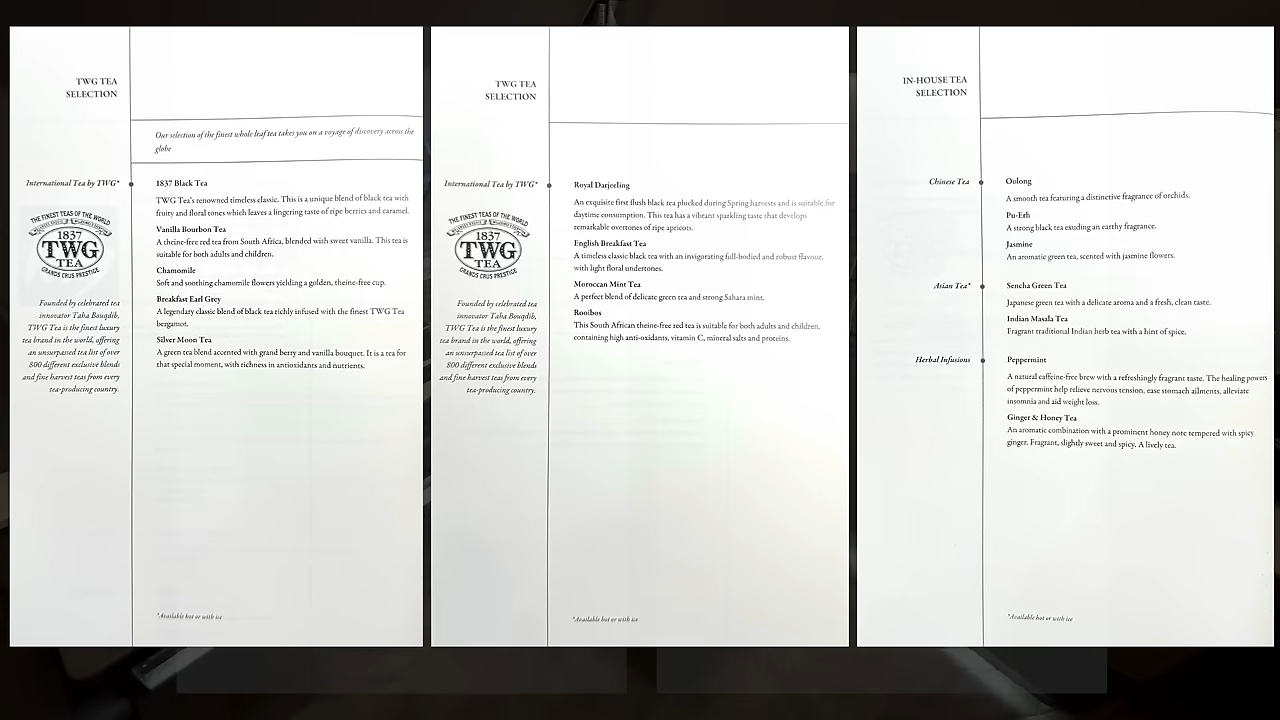 TWG TEA
SELECTION
Our selection of the finest whole leaf tea takes you on a voyage of discovery across the
globe
International Tea by TWG*
THE FINEST TEAS OF THE WORLD
1837
TWG
TEA
GRANDS CRUS PRESTIGE
Founded by celebrated tea
innovator Taha Bouqdib,
TWG Tea is the finest luxury
tea brand in the world, offering
an unsurpassed tea list of over
800 different exclusive blends
and fine harvest teas from every
tea-producing country.
1837 Black Tea
TWG Tea's renowned timeless classic. This is a unique blend of black tea with
fruity and floral tones which leaves a lingering taste of ripe berries and caramel.
Vanilla Bourbon Tea
A theine-free red tea from South Africa, blended with sweet vanilla. This tea is
suitable for both adults and children.
Chamomile
Soft and soothing chamomile flowers yielding a golden, theine-free cup.
Breakfast Earl Grey
A legendary classic blend of black tea richly infused with the finest TWG Tea
bergamot.
Silver Moon Tea
A green tea blend accented with grand berry and vanilla bouquet. It is a tea for
that special moment, with richness in antioxidants and nutrients.
*Available hot or with ice
TWG TEA
SELECTION
International Tea by TWG*
THE FINEST TEAS OF THE WORLD
1837
TWG
TEA
GRANDS CRUS PRESTIGE
Founded by celebrated tea
innovator Taha Bouqdib,
TWG Tea is the finest luxury
tea brand in the world, offering
an unsurpassed tea list of over
800 different exclusive blends
and fine harvest teas from every
tea-producing country.
Royal Darjeeling
An exquisite first flush black tea plucked during Spring harvests and is suitable for
daytime consumption. This tea has a vibrant sparkling taste that develops
remarkable overtones of ripe apricots.
English Breakfast Tea
A timeless classic black tea with an invigorating full-bodied and robust flavour,
with light floral undertones.
Moroccan Mint Tea
A perfect blend of delicate green tea and strong Sahara mint.
Rooibos
This South African theine-free red tea is suitable for both adults and children,
containing high anti-oxidants, vitamin C, mineral salts and proteins.
*Available hot or with ice
IN-HOUSE TEA
SELECTION
Chinese Tea
Oolong
A smooth tea featuring a distinctive fragrance of orchids.
Pu-Erh
A strong black tea exuding an earthy fragrance.
Jasmine
An aromatic green tea, scented with jasmine flowers.
Asian Tea*
Sencha Green Tea
Japanese green tea with a delicate aroma and a fresh, clean taste.
Indian Masala Tea
Fragrant traditional Indian herb tea with a hint of spice.
Herbal Infusions
Peppermint
A natural caffeine-free brew with a refreshingly fragrant taste. The healing powers
of peppermint help relieve nervous tension, ease stomach ailments, alleviate
insomnia and aid weight loss.
Ginger & Honey Tea
An aromatic combination with a prominent honey note tempered with spicy
ginger. Fragrant, slightly sweet and spicy. A lively tea.
*Available hot or with ice